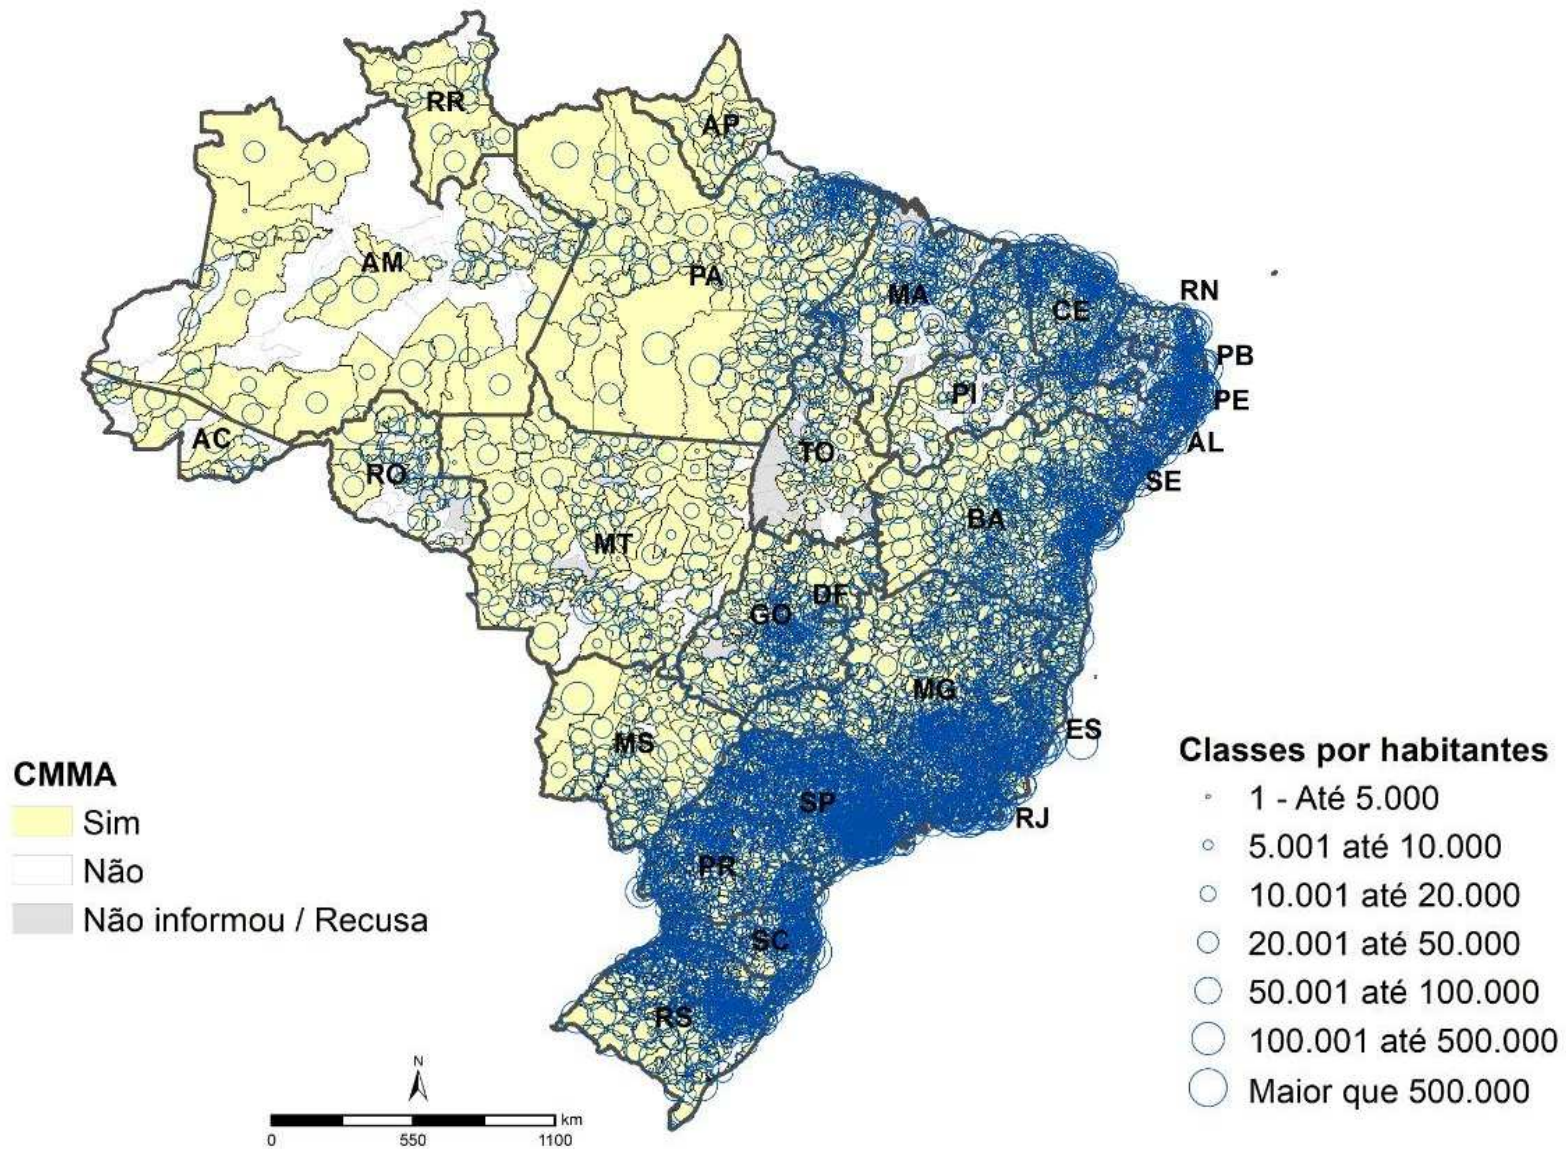 RR
AP
AM
PA
MA
CE
RN
PB
PI
PE
AC
TO
AL
RO
SE
BA
MT
DF
GO
MG
MS
ES
SP
RJ
PR
SC
RS
CMMA
Sim
Não
Não informou / Recusa
Classes por habitantes
1 - Até 5.000
5.001 até 10.000
10.001 até 20.000
20.001 até 50.000
50.001 até 100.000
100.001 até 500.000
Maior que 500.000
N
km
0 550 1100